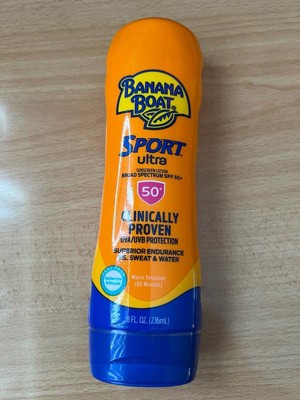 BANANA
BOAT
SPORT
ultra
SUNSCREEN LOTION
BROAD SPECTRUM SPF 50+
50+
CLINICALLY
PROVEN
UVA/UVB PROTECTION
SUPERIOR ENDURANCE
VS. SWEAT & WATER
Water Resistant
(80 Minutes)
8 FL. OZ. (236mL)